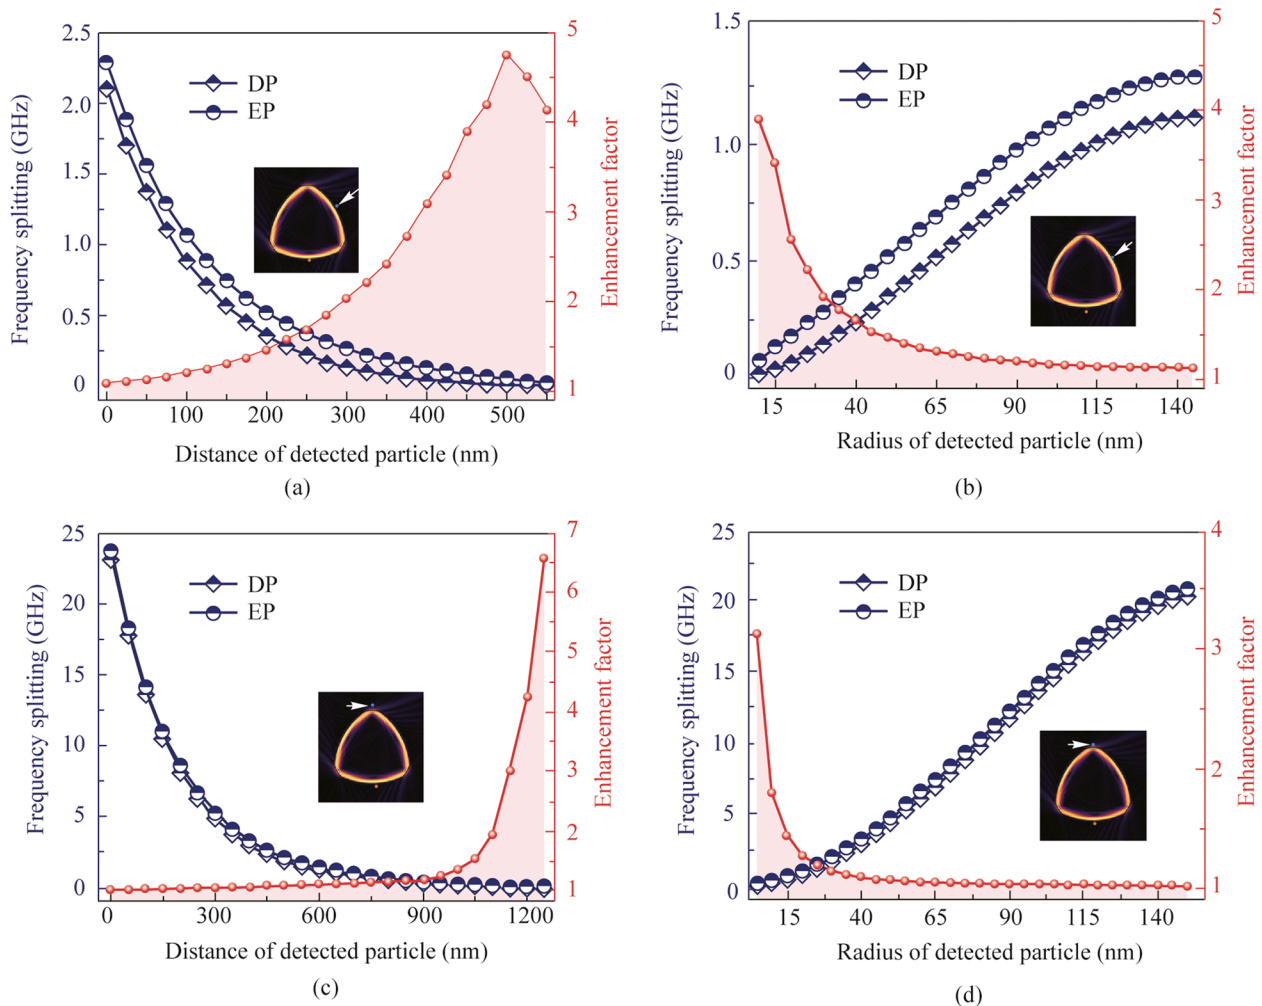 2.5
2.0
1.5
1.0
0.5
0
Frequency splitting (GHz)
DP
EP
5
4
3
2
1
Enhancement factor
0 100 200 300 400 500
Distance of detected particle (nm)
(a)
1.5
1.0
0.5
0
Frequency splitting (GHz)
DP
EP
5
4
3
2
1
Enhancement factor
15 40 65 90 115 140
Radius of detected particle (nm)
(b)
25
20
15
10
5
0
Frequency splitting (GHz)
DP
EP
7
6
5
4
3
2
1
Enhancement factor
0 300 600 900 1200
Distance of detected particle (nm)
(c)
25
20
15
10
5
0
Frequency splitting (GHz)
DP
EP
4
3
2
1
Enhancement factor
15 40 65 90 115 140
Radius of detected particle (nm)
(d)